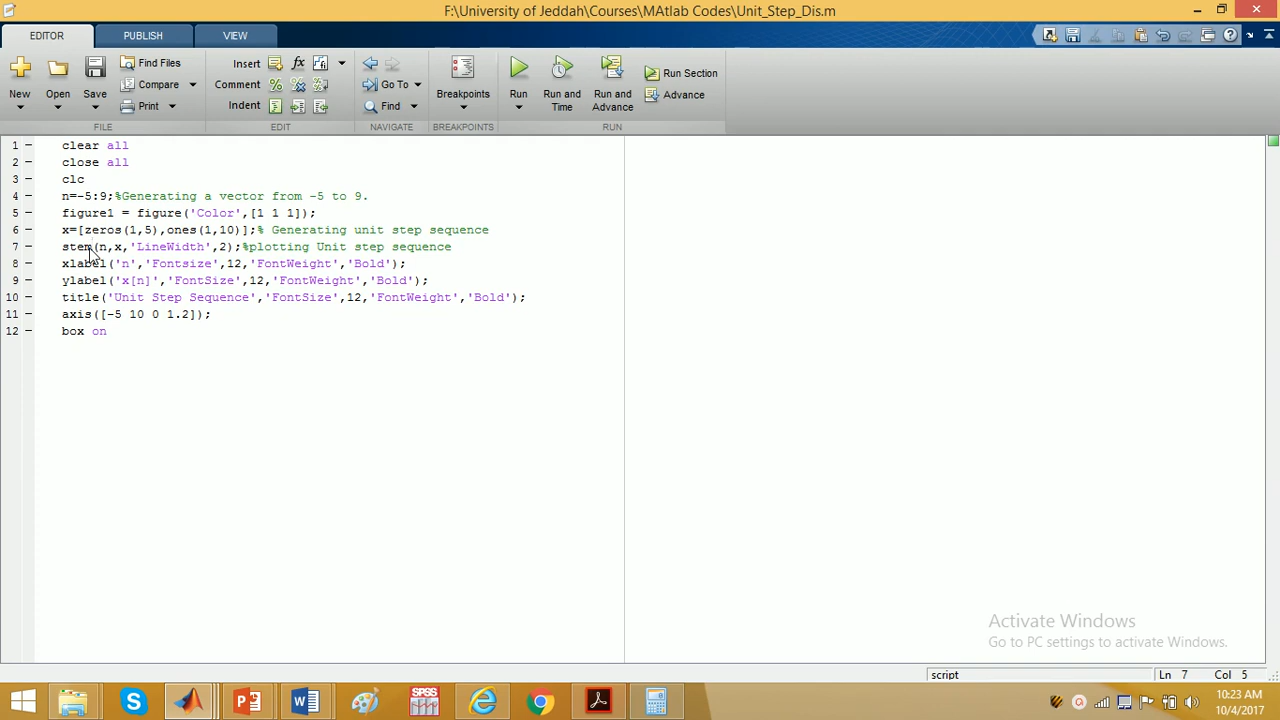 F:\University of Jeddah\Courses\MAtlab Codes\Unit_Step_Dis.m
EDITOR PUBLISH VIEW
New Open Save Find Files Compare Print
Insert Comment Indent
Go To Find
Breakpoints
Run Run and Time Run and Advance Run Section Advance
FILE EDIT NAVIGATE BREAKPOINTS RUN
1 clear all
2 close all
3 clc
4 n=-5:9;%Generating a vector from -5 to 9.
5 figure1 = figure('Color',[1 1 1]);
6 x=[zeros(1,5),ones(1,10)];% Generating unit step sequence
7 stem(n,x,'LineWidth',2);%plotting Unit step sequence
8 xlabel('n','Fontsize',12,'FontWeight','Bold');
9 ylabel('x[n]','FontSize',12,'FontWeight','Bold');
10 title('Unit Step Sequence','FontSize',12,'FontWeight','Bold');
11 axis([-5 10 0 1.2]);
12 box on
Activate Windows
Go to PC settings to activate Windows.
script Ln 7 Col 5
SPSS
10:23 AM
10/4/2017